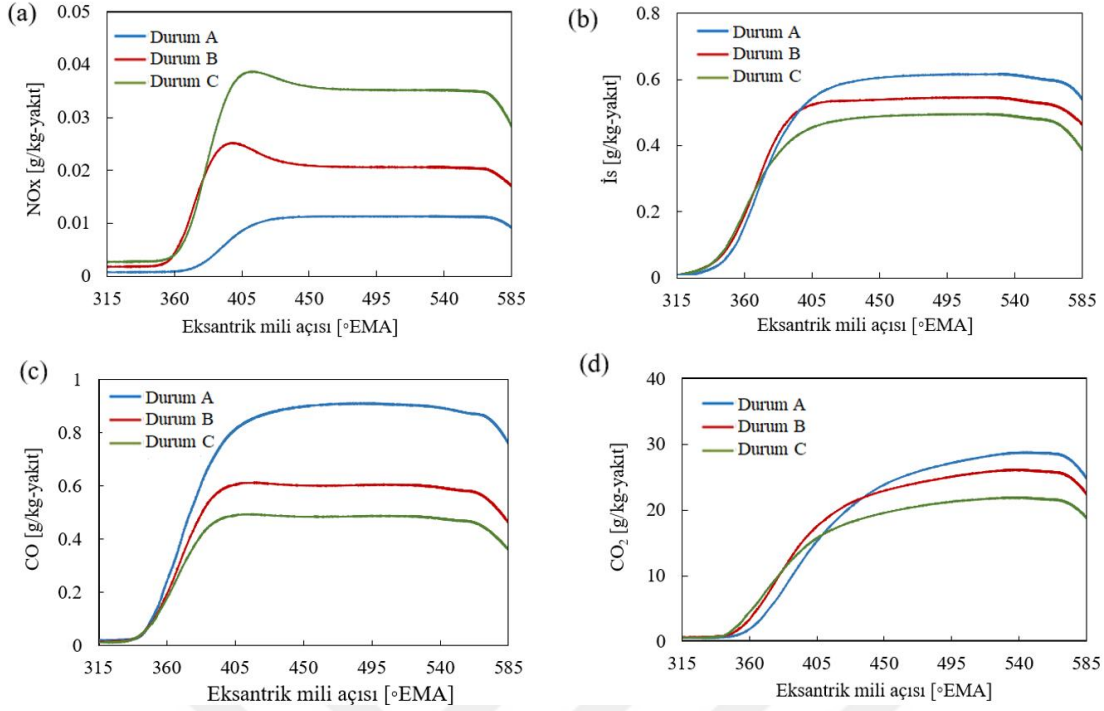 (a)
0.05
0.04
0.03
0.02
0.01
0
NOx [g/kg-yakıt]
Durum A
Durum B
Durum C
315 360 405 450 495 540 585
Eksantrik mili açısı [°EMA]
(b)
0.8
0.6
0.4
0.2
0
İs [g/kg-yakıt]
Durum A
Durum B
Durum C
315 360 405 450 495 540 585
Eksantrik mili açısı [°EMA]
(c)
1
0.8
0.6
0.4
0.2
0
CO [g/kg-yakıt]
Durum A
Durum B
Durum C
315 360 405 450 495 540 585
Eksantrik mili açısı [°EMA]
(d)
40
30
20
10
0
CO₂ [g/kg-yakıt]
Durum A
Durum B
Durum C
315 360 405 450 495 540 585
Eksantrik mili açısı [°EMA]